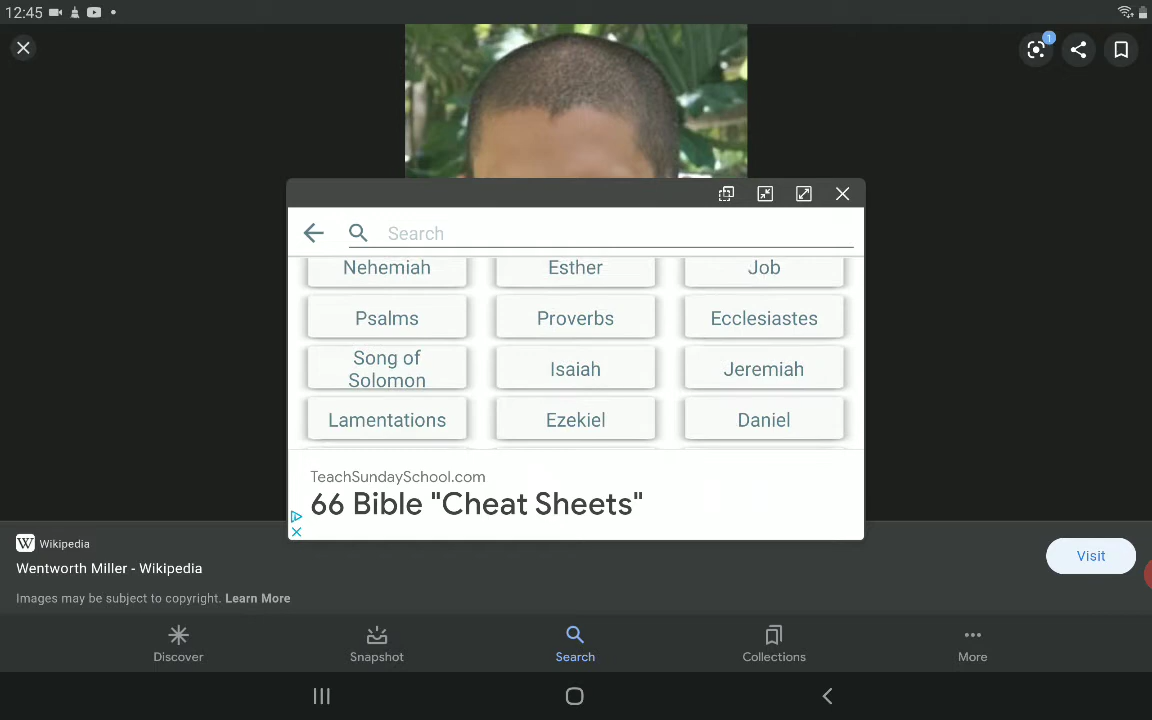 12:45
1
Search
Nehemiah Esther Job
Psalms Proverbs Ecclesiastes
Song of
Solomon Isaiah Jeremiah
Lamentations Ezekiel Daniel
TeachSundaySchool.com
66 Bible "Cheat Sheets"
W Wikipedia
Wentworth Miller - Wikipedia
Visit
Images may be subject to copyright. Learn More
Discover Snapshot Search Collections More